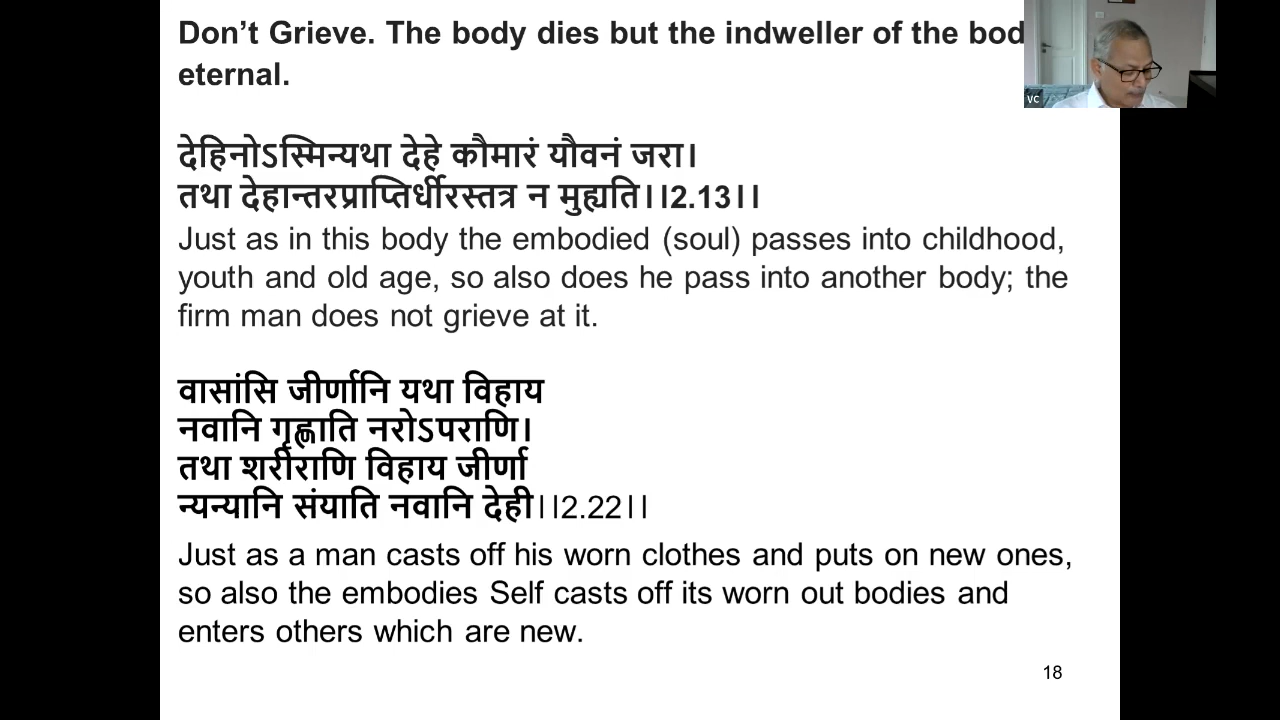 Don’t Grieve. The body dies but the indweller of the bod
eternal.
VC
देहिनोऽस्मिन्यथा देहे कौमारं यौवनं जरा।
तथा देहान्तरप्राप्तिर्धीरस्तत्र न मुह्यति।।2.13।।
Just as in this body the embodied (soul) passes into childhood,
youth and old age, so also does he pass into another body; the
firm man does not grieve at it.
वासांसि जीर्णानि यथा विहाय
नवानि गृह्णाति नरोऽपराणि।
तथा शरीराणि विहाय जीर्णा
न्यन्यानि संयाति नवानि देही।।2.22।।
Just as a man casts off his worn clothes and puts on new ones,
so also the embodies Self casts off its worn out bodies and
enters others which are new.
18